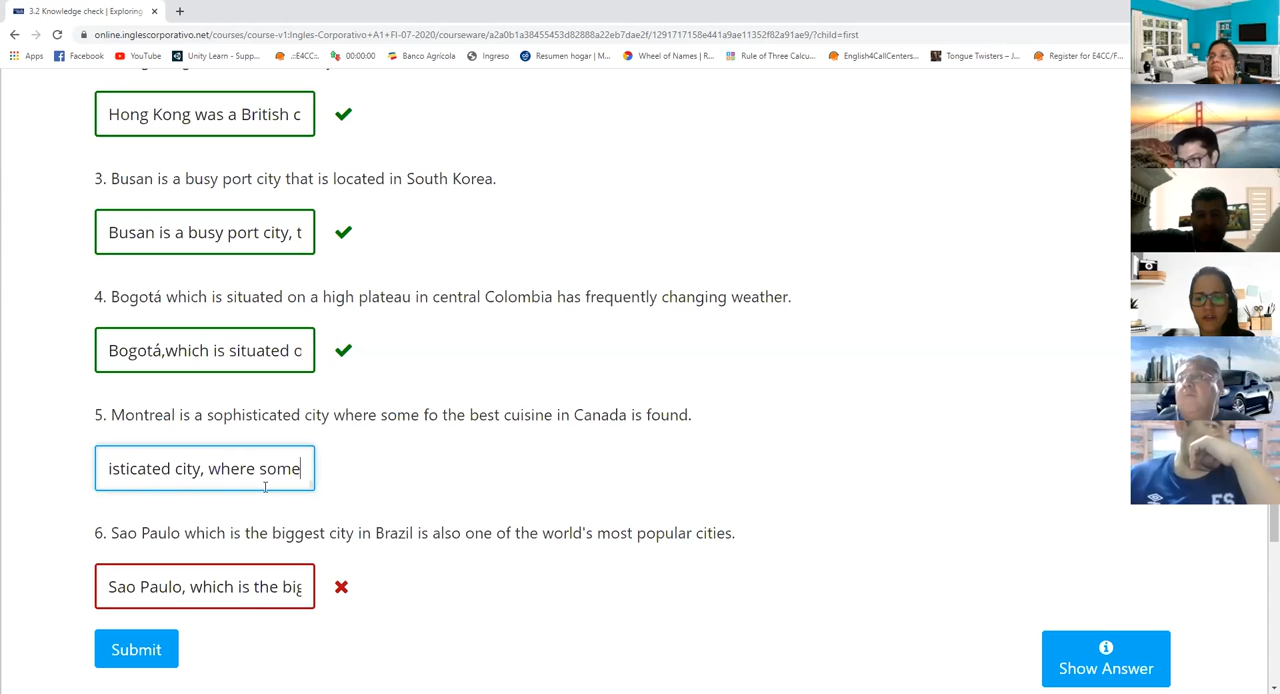 3.2 Knowledge check | Exploring
online.inglescorporativo.net/courses/course-v1:Ingles-Corporativo+A1+FI-07-2020/courseware/a2a0b12b8455453d82888a22eb7dae2f/1291717158e441a9ae11352f82a91ae9/?child=first
Apps Facebook YouTube Unity Learn - Supp... .::E4CC::. 00:00:00 Banco Agrícola Ingreso Resumen hogar | M... Wheel of Names | R... Rule of Three Calcu... English4CallCenters... Tongue Twisters – J... Register for E4CC/F...
Hong Kong was a British c
3. Busan is a busy port city that is located in South Korea.
Busan is a busy port city, t
4. Bogotá which is situated on a high plateau in central Colombia has frequently changing weather.
Bogotá,which is situated o
5. Montreal is a sophisticated city where some fo the best cuisine in Canada is found.
isticated city, where some
6. Sao Paulo which is the biggest city in Brazil is also one of the world's most popular cities.
Sao Paulo, which is the big
Submit
Show Answer
ES